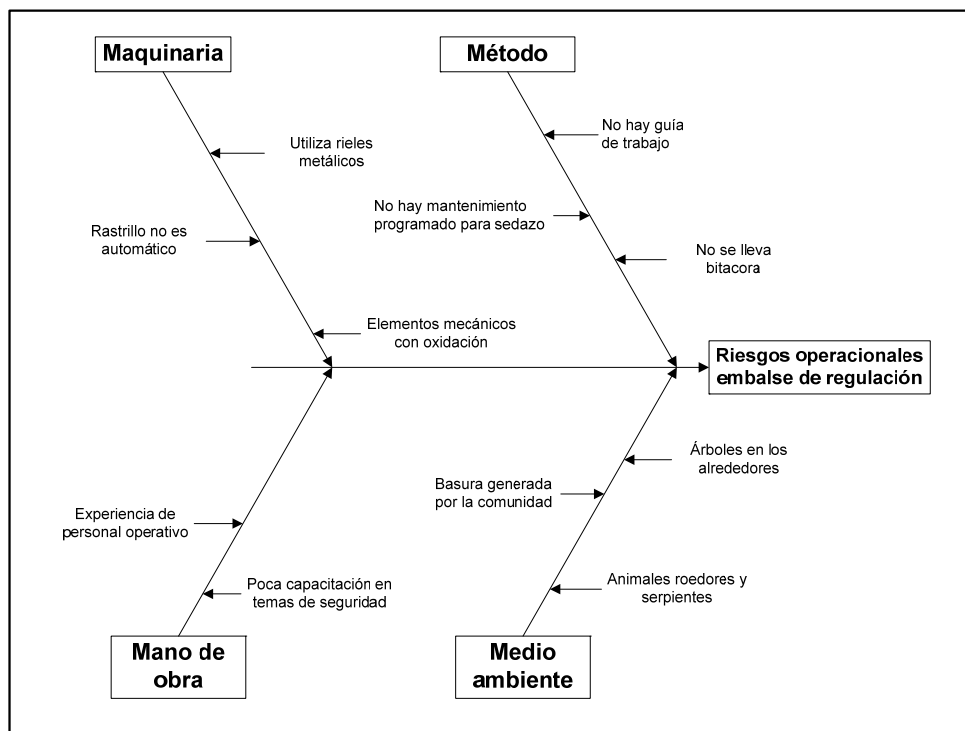 Maquinaria
Método
Utiliza rieles
metálicos
No hay guía
de trabajo
No hay mantenimiento
programado para sedazo
Rastrillo no es
automático
No se lleva
bitacora
Elementos mecánicos
con oxidación
Riesgos operacionales
embalse de regulación
Árboles en los
alrededores
Basura generada
por la comunidad
Experiencia de
personal operativo
Poca capacitación en
temas de seguridad
Animales roedores y
serpientes
Mano de
obra
Medio
ambiente